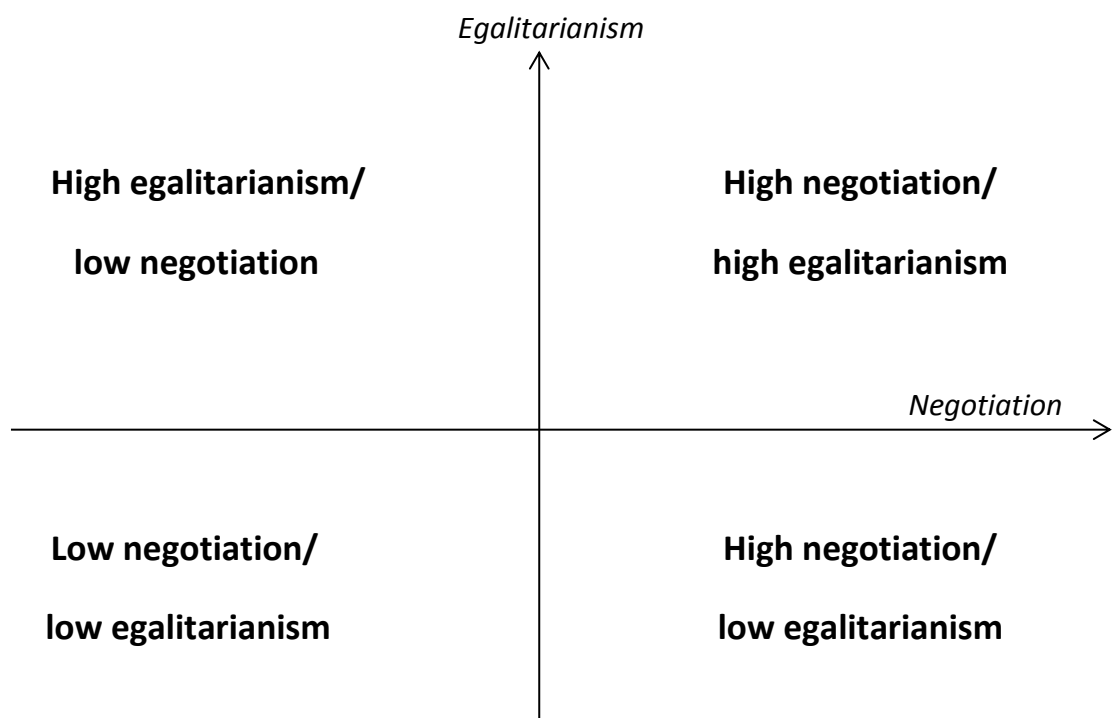 Egalitarianism
High egalitarianism/
low negotiation
High negotiation/
high egalitarianism
Negotiation
Low negotiation/
low egalitarianism
High negotiation/
low egalitarianism